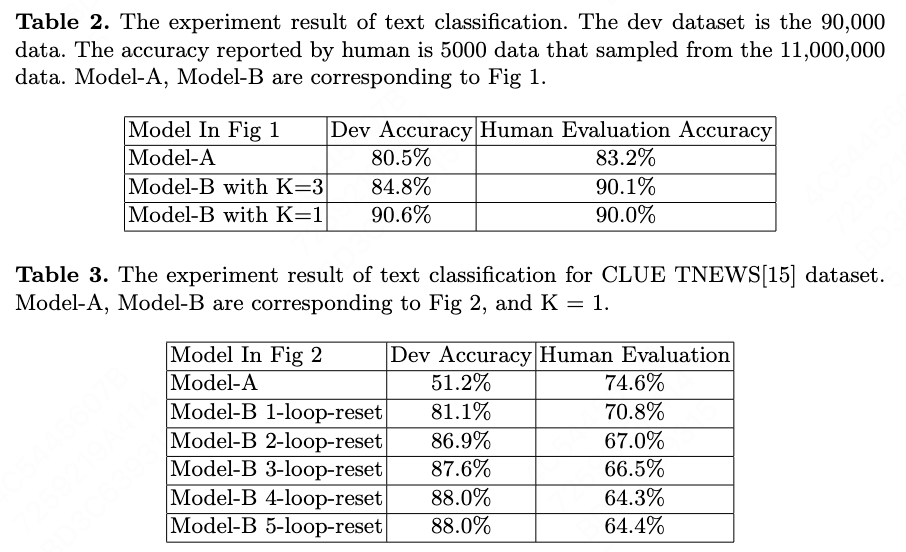 Table 2. The experiment result of text classification. The dev dataset is the 90,000
data. The accuracy reported by human is 5000 data that sampled from the 11,000,000
data. Model-A, Model-B are corresponding to Fig 1.
Model In Fig 1 Dev Accuracy Human Evaluation Accuracy
Model-A 80.5% 83.2%
Model-B with K=3 84.8% 90.1%
Model-B with K=1 90.6% 90.0%
Table 3. The experiment result of text classification for CLUE TNEWS[15] dataset.
Model-A, Model-B are corresponding to Fig 2, and K = 1.
Model In Fig 2 Dev Accuracy Human Evaluation
Model-A 51.2% 74.6%
Model-B 1-loop-reset 81.1% 70.8%
Model-B 2-loop-reset 86.9% 67.0%
Model-B 3-loop-reset 87.6% 66.5%
Model-B 4-loop-reset 88.0% 64.3%
Model-B 5-loop-reset 88.0% 64.4%